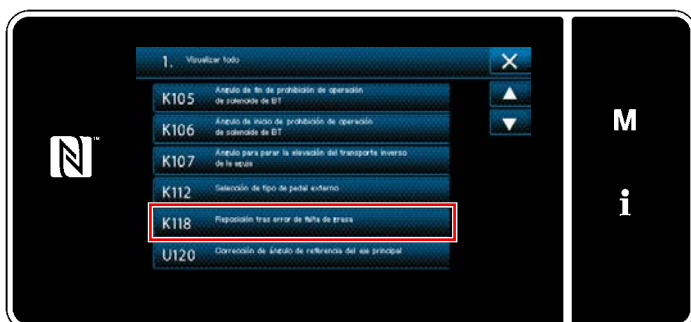 1. Visualizar todo
K105 Ángulo de fin de prohibición de operación
de solenoide de BT
K106 Ángulo de inicio de prohibición de operación
de solenoide de BT
K107 Ángulo para parar la elevación del transporte inverso
de la aguja
K112 Selección de tipo de pedal externo
K118 Reposición tras error de falta de grasa
U120 Corrección de ángulo de referencia del eje principal
M
i